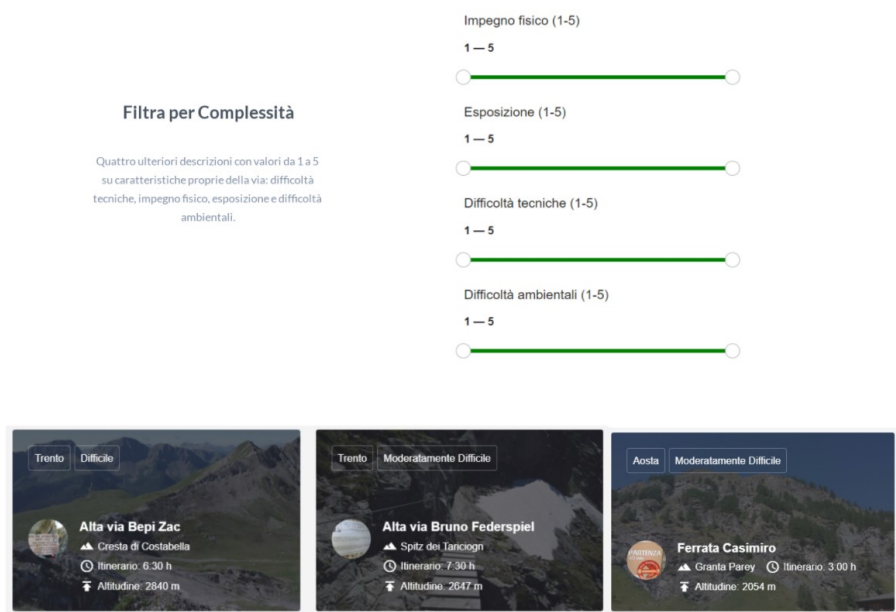 Impegno fisico (1-5)
1 — 5
Filtra per Complessità
Esposizione (1-5)
1 — 5
Quattro ulteriori descrizioni con valori da 1 a 5
su caratteristiche proprie della via: difficoltà
tecniche, impegno fisico, esposizione e difficoltà
ambientali.
Difficoltà tecniche (1-5)
1 — 5
Difficoltà ambientali (1-5)
1 — 5
Trento
Difficile
Alta via Bepi Zac
Cresta di Costabella
Itinerario: 6:30 h
Altitudine: 2840 m
Trento
Moderatamente Difficile
Alta via Bruno Federspiel
Spitz dei Tariciogn
Itinerario: 7:30 h
Altitudine: 2647 m
Aosta
Moderatamente Difficile
PARTENZA
Ferrata Casimiro
Granta Parey
Itinerario: 3:00 h
Altitudine: 2054 m